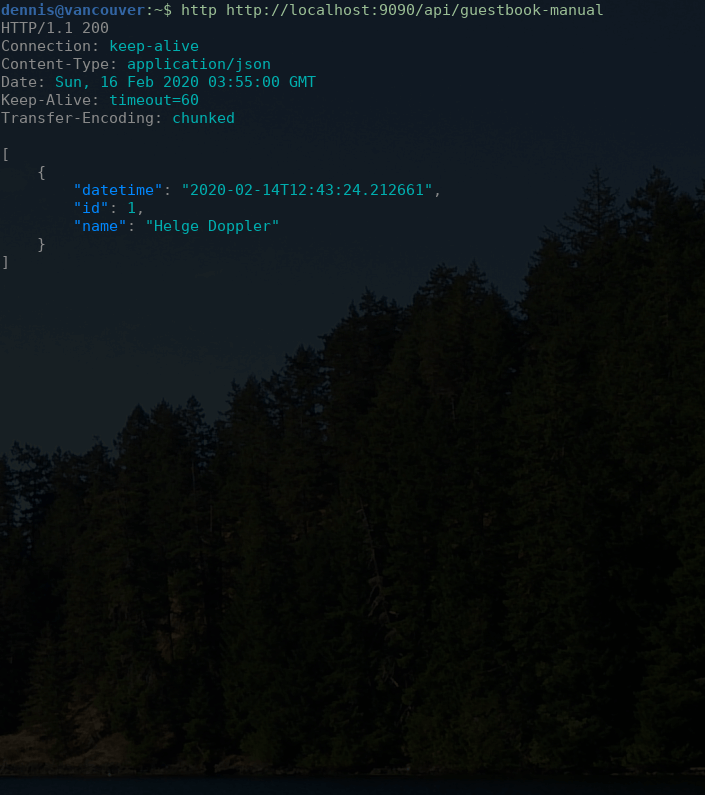 dennis@vancouver:~$ http http://localhost:9090/api/guestbook-manual
HTTP/1.1 200
Connection: keep-alive
Content-Type: application/json
Date: Sun, 16 Feb 2020 03:55:00 GMT
Keep-Alive: timeout=60
Transfer-Encoding: chunked

[
    {
        "datetime": "2020-02-14T12:43:24.212661",
        "id": 1,
        "name": "Helge Doppler"
    }
]